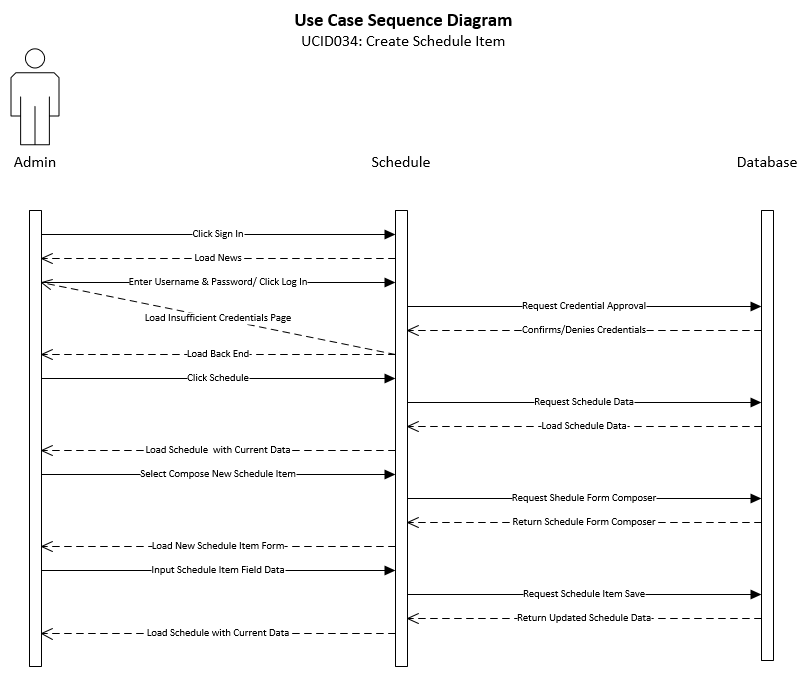 Use Case Sequence Diagram
UCID034: Create Schedule Item
Admin
Schedule
Database
Click Sign In
Load News
Enter Username & Password/ Click Log In
Request Credential Approval
Load Insufficient Credentials Page
Confirms/Denies Credentials
Load Back End
Click Schedule
Request Schedule Data
Load Schedule Data
Load Schedule with Current Data
Select Compose New Schedule Item
Request Shedule Form Composer
Return Schedule Form Composer
Load New Schedule Item Form
Input Schedule Item Field Data
Request Schedule Item Save
Return Updated Schedule Data
Load Schedule with Current Data